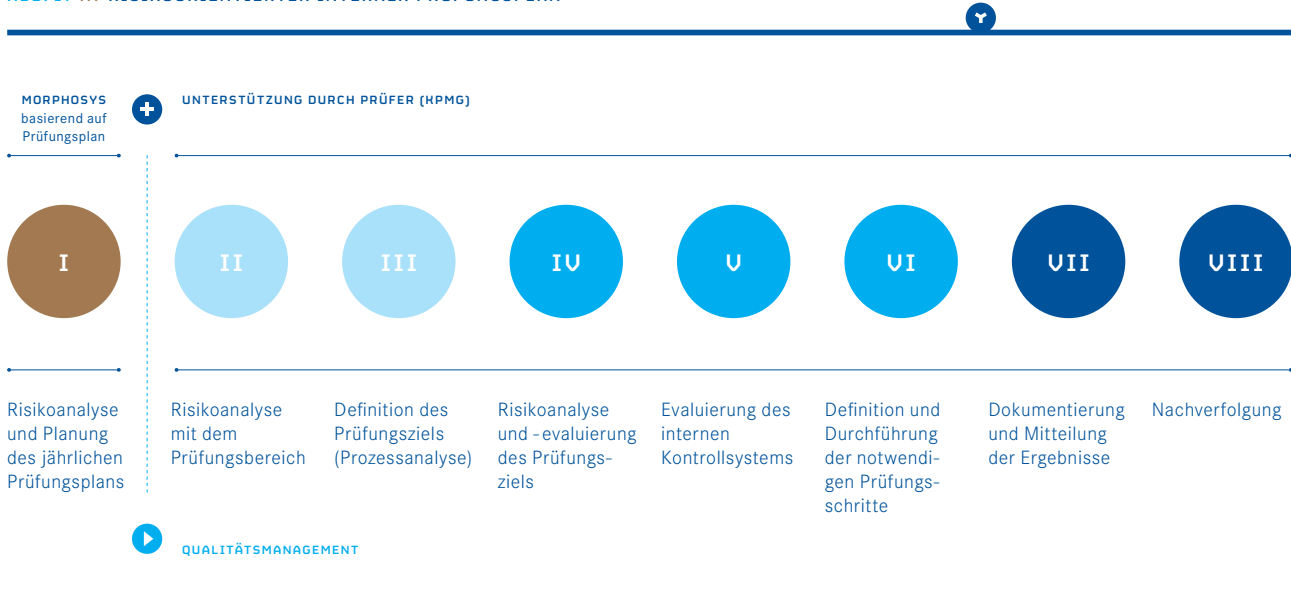 MORPHOSYS
basierend auf
Prüfungsplan
UNTERSTÜTZUNG DURCH PRÜFER (KPMG)
I
II
III
IV
V
VI
VII
VIII
Risikoanalyse
und Planung
des jährlichen
Prüfungsplans
Risikoanalyse
mit dem
Prüfungsbereich
Definition des
Prüfungsziels
(Prozessanalyse)
Risikoanalyse
und -evaluierung
des Prüfungs-
ziels
Evaluierung des
internen
Kontrollsystems
Definition und
Durchführung
der notwendi-
gen Prüfungs-
schritte
Dokumentierung
und Mitteilung
der Ergebnisse
Nachverfolgung
QUALITÄTSMANAGEMENT